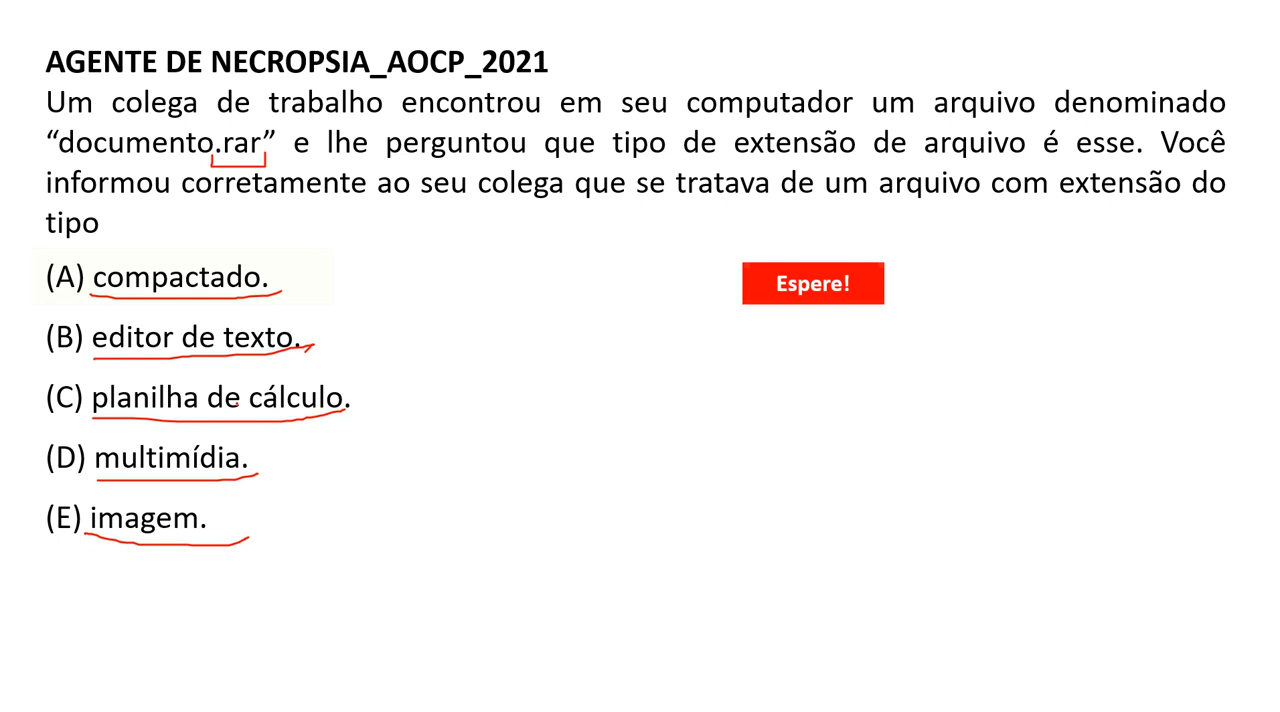 AGENTE DE NECROPSIA_AOCP_2021
Um colega de trabalho encontrou em seu computador um arquivo denominado
“documento.rar” e lhe perguntou que tipo de extensão de arquivo é esse. Você
informou corretamente ao seu colega que se tratava de um arquivo com extensão do
tipo
(A) compactado.
Espere!
(B) editor de texto.
(C) planilha de cálculo.
(D) multimídia.
(E) imagem.